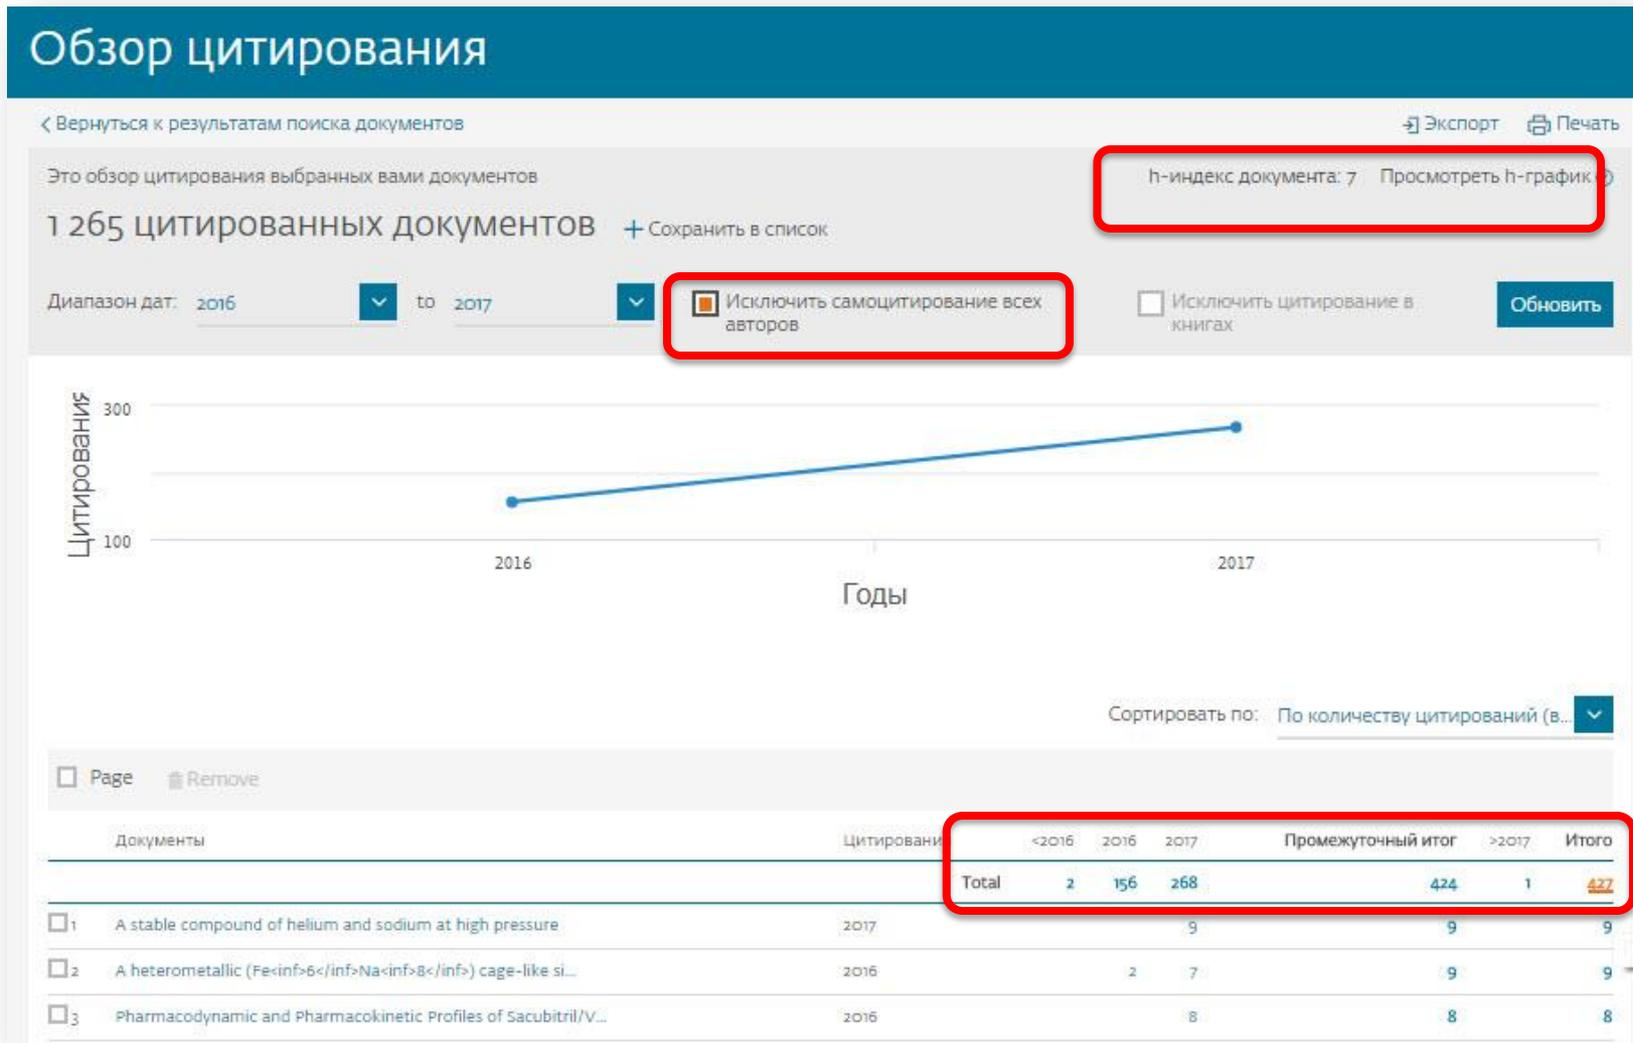 Обзор цитирования
Вернуться к результатам поиска документов
Экспорт Печать
Это обзор цитирования выбранных вами документов
h-индекс документа: 7 Просмотреть h-график
1 265 цитированных документов + Сохранить в список
Диапазон дат: 2016 to 2017
Исключить самоцитирование всех
авторов
Исключить цитирование в
книгах
Обновить
Цитирования
300
100
2016 2017
Годы
Сортировать по: По количеству цитирований (в...
Page Remove
Документы Цитировани <2016 2016 2017 Промежуточный итог >2017 Итого
Total 2 156 268 424 1 427
1 A stable compound of helium and sodium at high pressure 2017 9 9 9
2 A heterometallic (Fe<inf>6</inf>Na<inf>8</inf>) cage-like si... 2016 2 7 9 9
3 Pharmacodynamic and Pharmacokinetic Profiles of Sacubitril/V... 2016 8 8 8